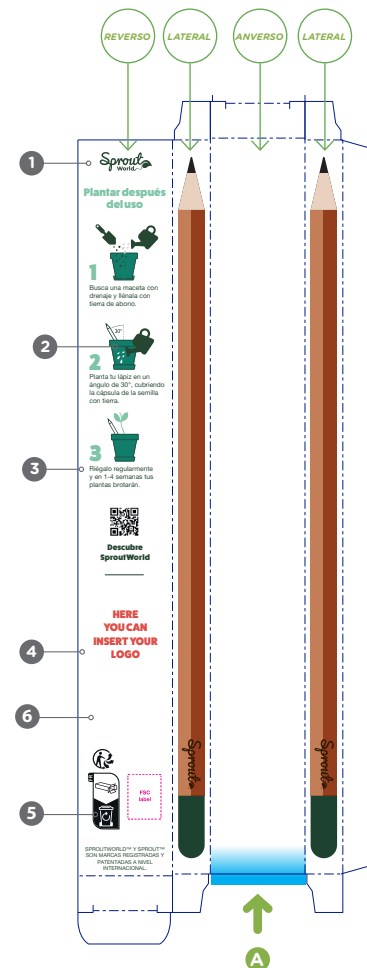 REVERSO
LATERAL
ANVERSO
LATERAL
1
Sprout
World
Plantar después
del uso
1
Busca una maceta con
drenaje y llénala con
tierra de abono.
30°
2
2
Planta tu lápiz en un
ángulo de 30°, cubriendo
la cápsula de la semilla
con tierra.
3
3
Riégalo regularmente
y en 1-4 semanas tus
plantas brotarán.
Descubre
SproutWorld
HERE
YOU CAN
INSERT YOUR
LOGO
4
6
5
FSC
label
SPROUTWORLD™ Y SPROUT™
SON MARCAS REGISTRADAS Y
PATENTADAS A NIVEL
INTERNACIONAL.
Sprout
Sprout
A